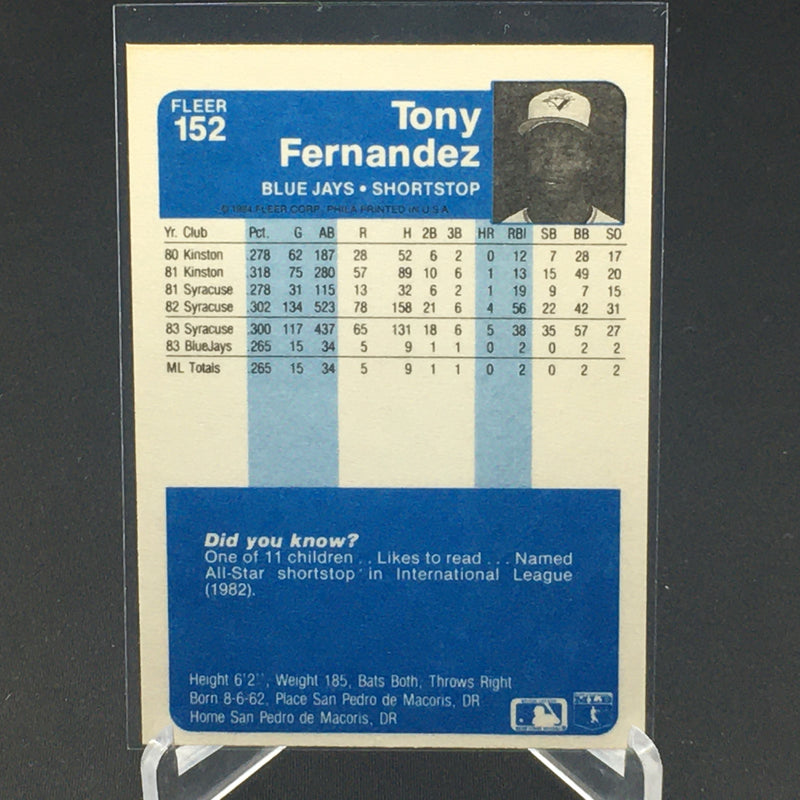 FLEER
152
Tony
Fernandez
BLUE JAYS • SHORTSTOP
© 1984 FLEER CORP. PHILA PRINTED IN U.S.A.
Yr. Club Pct. G AB R H 2B 3B HR RBI SB BB SO
80 Kinston .278 62 187 28 52 6 2 0 12 7 28 17
81 Kinston .318 75 280 57 89 10 6 1 13 15 49 20
81 Syracuse .278 31 115 13 32 6 2 1 19 9 7 15
82 Syracuse .302 134 523 78 158 21 6 4 56 22 42 31
83 Syracuse .300 117 437 65 131 18 6 5 38 35 57 27
83 BlueJays .265 15 34 5 9 1 1 0 2 0 2 2
ML Totals .265 15 34 5 9 1 1 0 2 0 2 2
Did you know?
One of 11 children . . Likes to read . . . Named
All-Star shortstop in International League
(1982).
Height 6'2'', Weight 185, Bats Both, Throws Right
Born 8-6-62, Place San Pedro de Macoris, DR
Home San Pedro de Macoris, DR